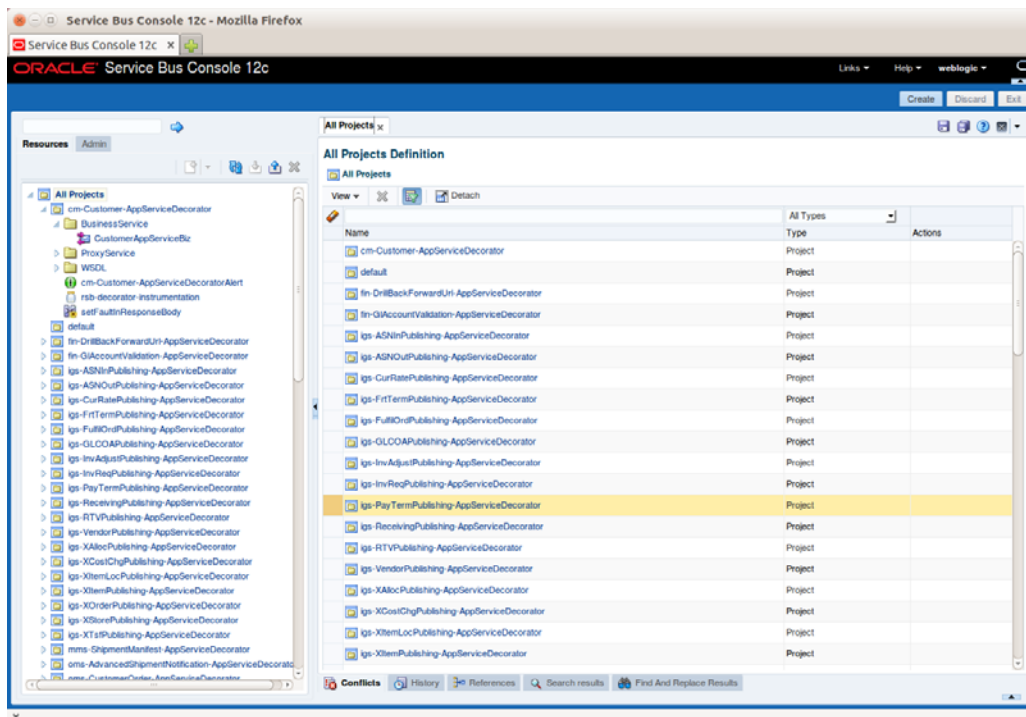 Service Bus Console 12c - Mozilla Firefox
Service Bus Console 12c
ORACLE Service Bus Console 12c
Links Help weblogic
Create Discard Exit
Resources Admin
All Projects
cm-Customer-AppServiceDecorator
BusinessService
CustomerAppServiceBiz
ProxyService
WSDL
cm-Customer-AppServiceDecoratorAlert
rsb-decorator-instrumentation
setFaultInResponseBody
default
fin-DrillBackForwardUrl-AppServiceDecorator
fin-GlAccountValidation-AppServiceDecorator
igs-ASNInPublishing-AppServiceDecorator
igs-ASNOutPublishing-AppServiceDecorator
igs-CurRatePublishing-AppServiceDecorator
igs-FrtTermPublishing-AppServiceDecorator
igs-FulfilOrdPublishing-AppServiceDecorator
igs-GLCOAPublishing-AppServiceDecorator
igs-InvAdjustPublishing-AppServiceDecorator
igs-InvReqPublishing-AppServiceDecorator
igs-PayTermPublishing-AppServiceDecorator
igs-ReceivingPublishing-AppServiceDecorator
igs-RTVPublishing-AppServiceDecorator
igs-VendorPublishing-AppServiceDecorator
igs-XAllocPublishing-AppServiceDecorator
igs-XCostChgPublishing-AppServiceDecorator
igs-XItemLocPublishing-AppServiceDecorator
igs-XItemPublishing-AppServiceDecorator
igs-XOrderPublishing-AppServiceDecorator
igs-XStorePublishing-AppServiceDecorator
igs-XTsfPublishing-AppServiceDecorator
mms-ShipmentManifest-AppServiceDecorator
oms-AdvancedShipmentNotification-AppServiceDecorato
oms-CustomerOrder-AppServiceDecorator
All Projects
All Projects Definition
All Projects
View Detach
All Types
Name Type Actions
cm-Customer-AppServiceDecorator Project
default Project
fin-DrillBackForwardUrl-AppServiceDecorator Project
fin-GlAccountValidation-AppServiceDecorator Project
igs-ASNInPublishing-AppServiceDecorator Project
igs-ASNOutPublishing-AppServiceDecorator Project
igs-CurRatePublishing-AppServiceDecorator Project
igs-FrtTermPublishing-AppServiceDecorator Project
igs-FulfilOrdPublishing-AppServiceDecorator Project
igs-GLCOAPublishing-AppServiceDecorator Project
igs-InvAdjustPublishing-AppServiceDecorator Project
igs-InvReqPublishing-AppServiceDecorator Project
igs-PayTermPublishing-AppServiceDecorator Project
igs-ReceivingPublishing-AppServiceDecorator Project
igs-RTVPublishing-AppServiceDecorator Project
igs-VendorPublishing-AppServiceDecorator Project
igs-XAllocPublishing-AppServiceDecorator Project
igs-XCostChgPublishing-AppServiceDecorator Project
igs-XItemLocPublishing-AppServiceDecorator Project
igs-XItemPublishing-AppServiceDecorator Project
Conflicts History References Search results Find And Replace Results